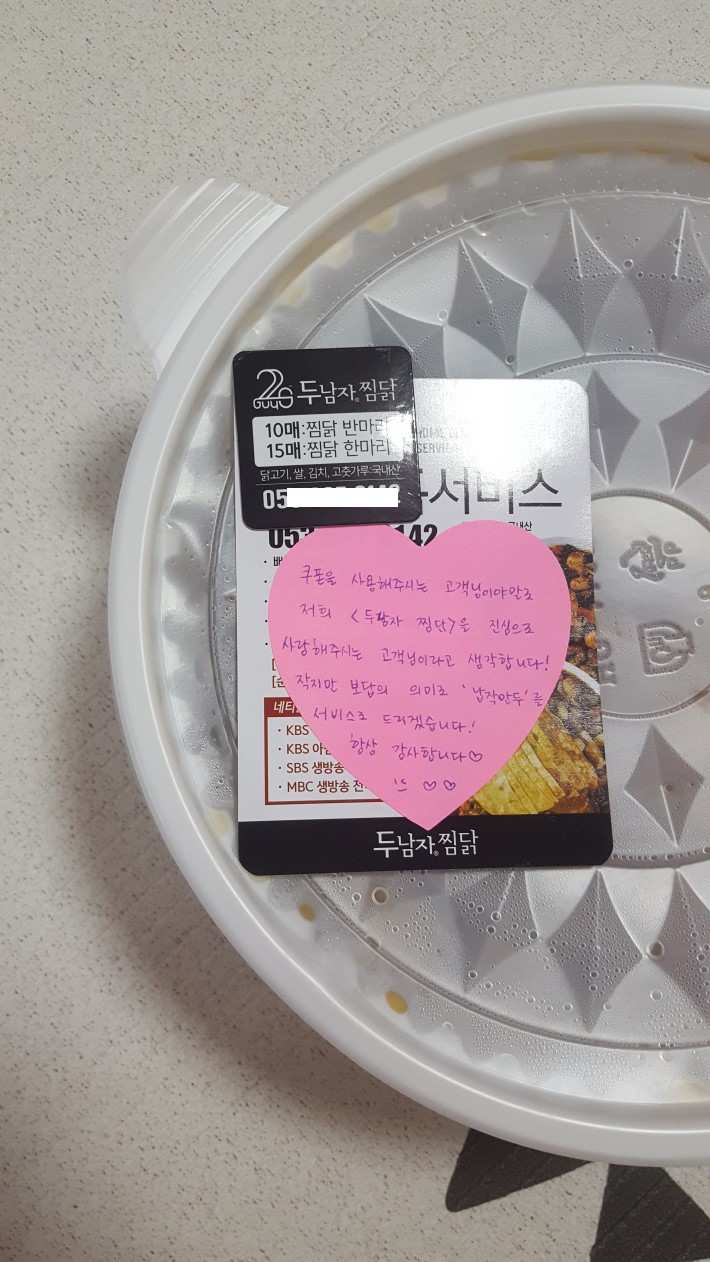 두남자 찜닭
10매:찜닭 반마리
15매:찜닭 한마리
닭고기, 쌀, 김치, 고춧가루:국내산
05
서비스
142
쿠폰을 사용해주시는 고객님이야말로
저희 <두남자 찜닭>을 진심으로
사랑해주시는 고객님이라고 생각합니다!
작지만 보답의 의미로 '납작만두'를
서비스로 드리겠습니다!
항상 감사합니다♡
♡♡
· KBS
· KBS 아
· SBS 생방송
· MBC 생방송 전
두남자 찜닭